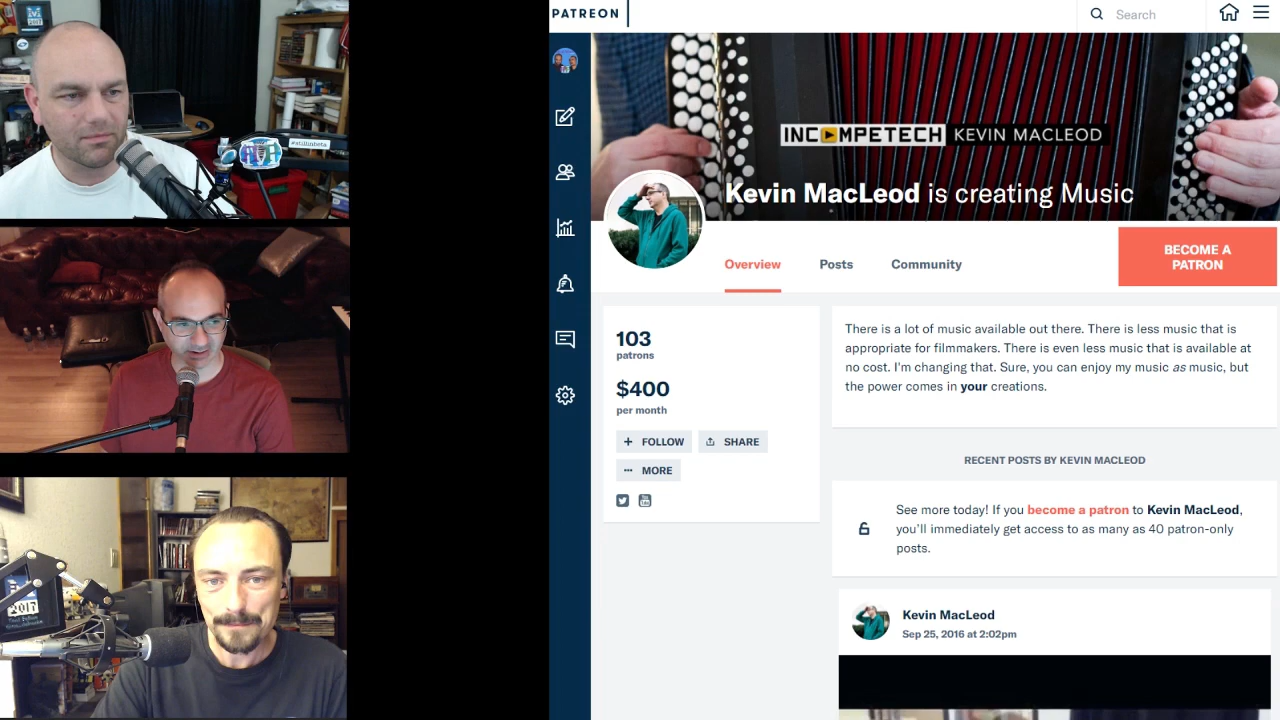 2017
#stillinbeta
2017
PATREON
Search
INCOMPETECH KEVIN MACLEOD
Kevin MacLeod is creating Music
Overview Posts Community
BECOME A
PATRON
103
patrons
$400
per month
FOLLOW SHARE
MORE
There is a lot of music available out there. There is less music that is
appropriate for filmmakers. There is even less music that is available at
no cost. I'm changing that. Sure, you can enjoy my music as music, but
the power comes in your creations.
RECENT POSTS BY KEVIN MACLEOD
See more today! If you become a patron to Kevin MacLeod,
you'll immediately get access to as many as 40 patron-only
posts.
Kevin MacLeod
Sep 25, 2016 at 2:02pm